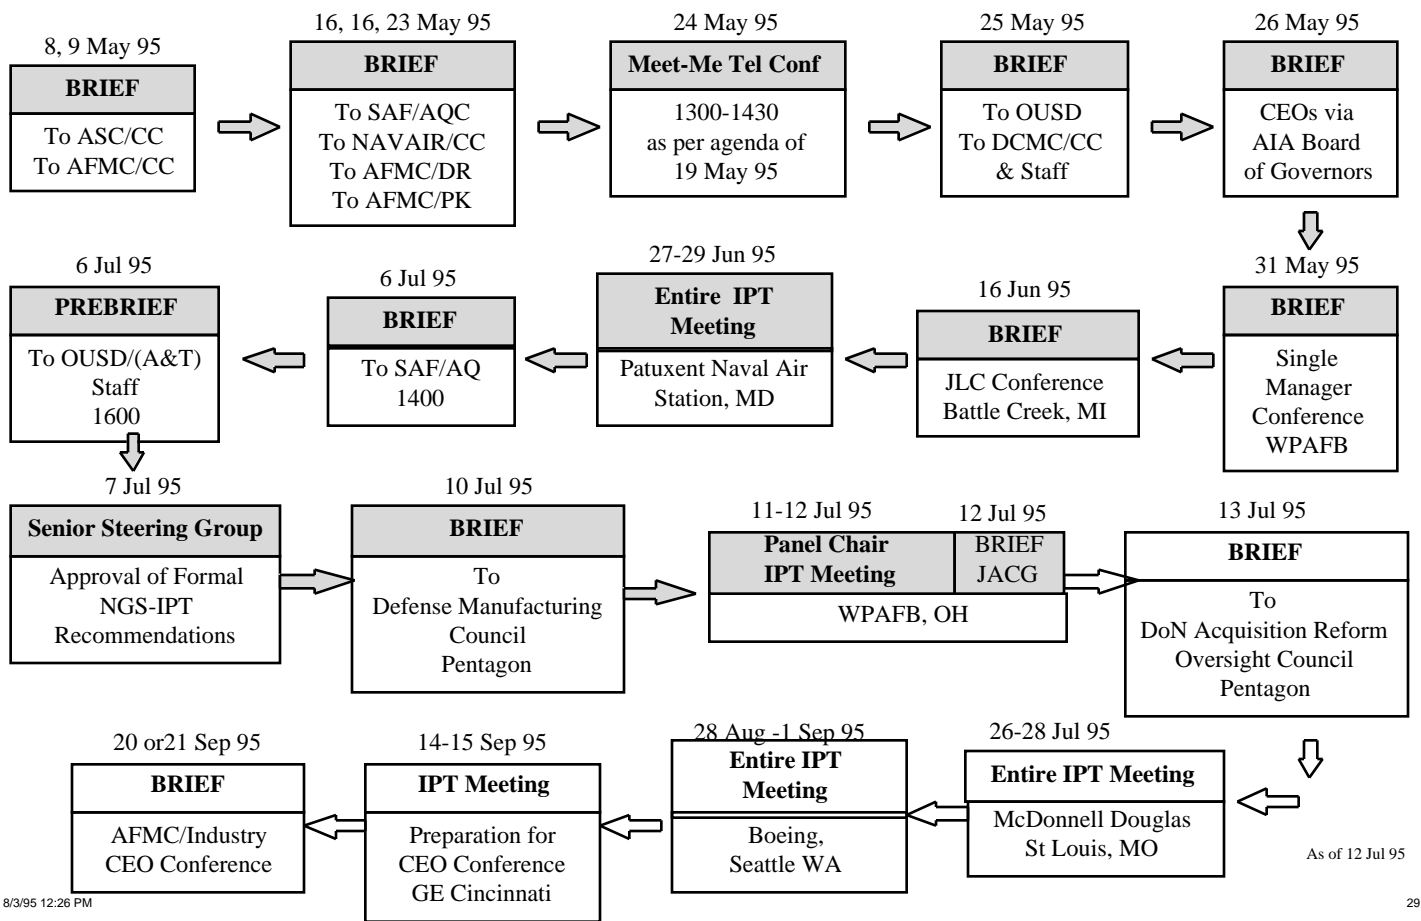 8, 9 May 95
BRIEF
To ASC/CC
To AFMC/CC
16, 16, 23 May 95
BRIEF
To SAF/AQC
To NAVAIR/CC
To AFMC/DR
To AFMC/PK
24 May 95
Meet-Me Tel Conf
1300-1430
as per agenda of
19 May 95
25 May 95
BRIEF
To OUSD
To DCMC/CC
& Staff
26 May 95
BRIEF
CEOs via
AIA Board
of Governors
31 May 95
BRIEF
Single
Manager
Conference
WPAFB
16 Jun 95
BRIEF
JLC Conference
Battle Creek, MI
27-29 Jun 95
Entire IPT
Meeting
Patuxent Naval Air
Station, MD
6 Jul 95
BRIEF
To SAF/AQ
1400
6 Jul 95
PREBRIEF
To OUSD/(A&T)
Staff
1600
7 Jul 95
Senior Steering Group
Approval of Formal
NGS-IPT
Recommendations
10 Jul 95
BRIEF
To
Defense Manufacturing
Council
Pentagon
11-12 Jul 95
Panel Chair
IPT Meeting
12 Jul 95
BRIEF
JACG
WPAFB, OH
13 Jul 95
BRIEF
To
DoN Acquisition Reform
Oversight Council
Pentagon
26-28 Jul 95
Entire IPT Meeting
McDonnell Douglas
St Louis, MO
28 Aug -1 Sep 95
Entire IPT
Meeting
Boeing,
Seattle WA
14-15 Sep 95
IPT Meeting
Preparation for
CEO Conference
GE Cincinnati
20 or21 Sep 95
BRIEF
AFMC/Industry
CEO Conference
As of 12 Jul 95
8/3/95 12:26 PM
29